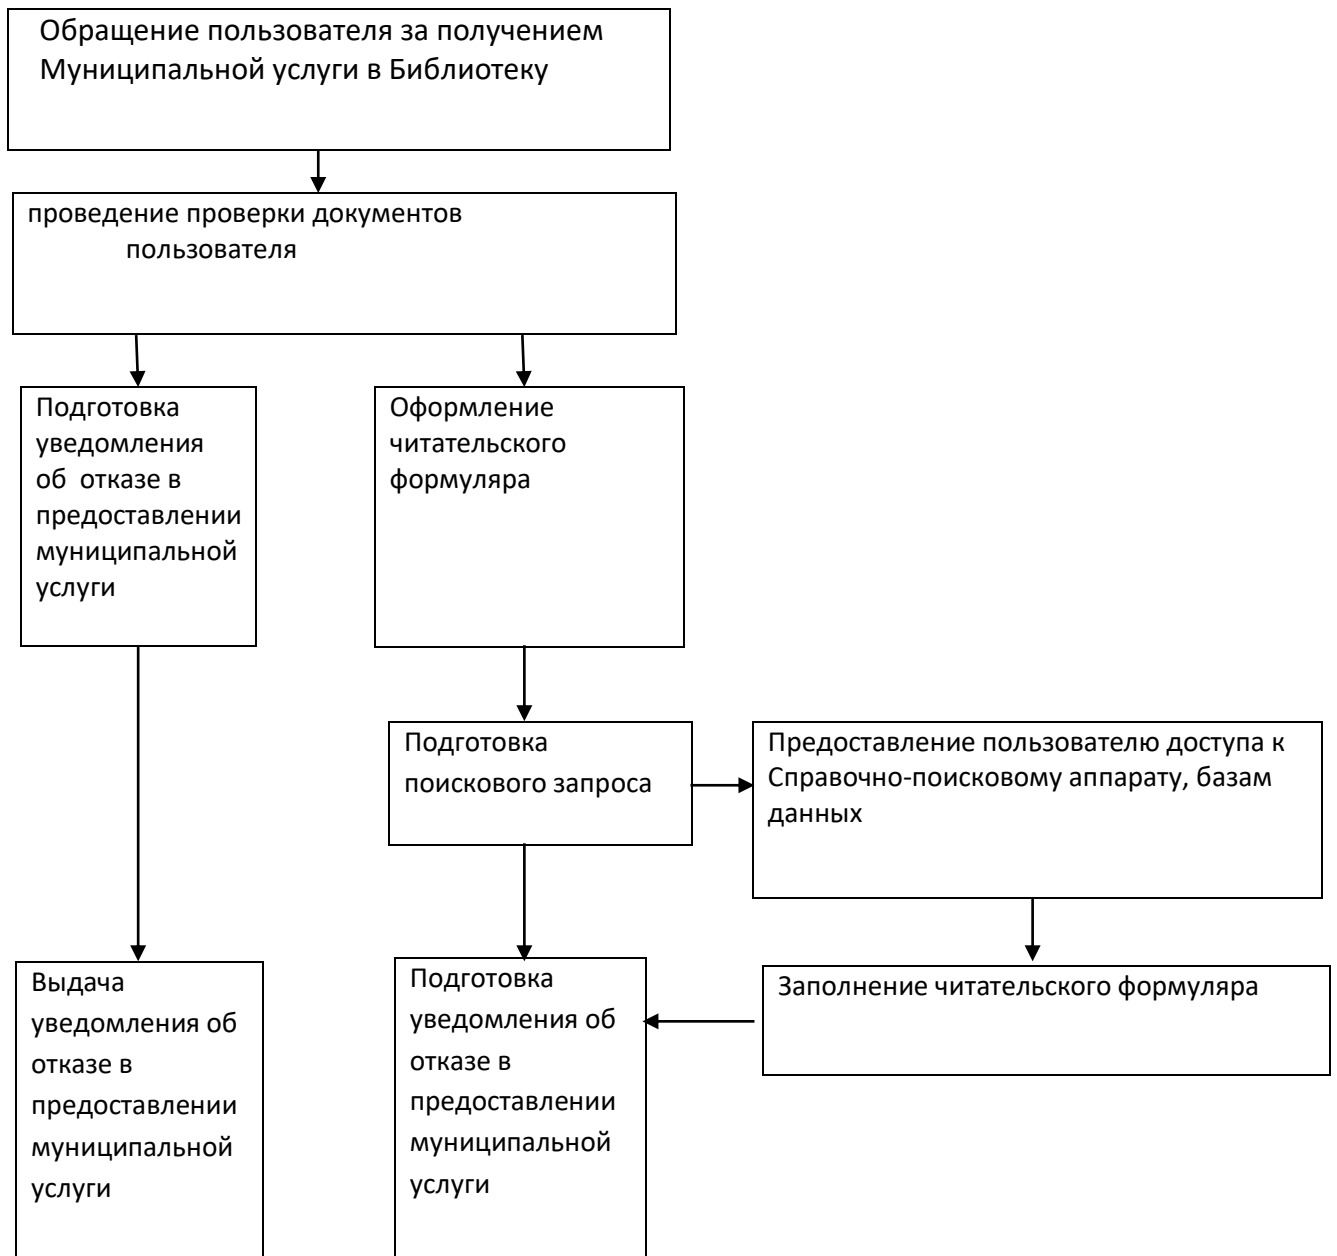 Обращение пользователя за получением
Муниципальной услуги в Библиотеку
проведение проверки документов
пользователя
Подготовка
уведомления
об отказе в
предоставлении
муниципальной
услуги
Оформление
читательского
формуляра
Подготовка
поискового запроса
Предоставление пользователю доступа к
Справочно-поисковому аппарату, базам
данных
Выдача
уведомления об
отказе в
предоставлении
муниципальной
услуги
Подготовка
уведомления об
отказе в
предоставлении
муниципальной
услуги
Заполнение читательского формуляра